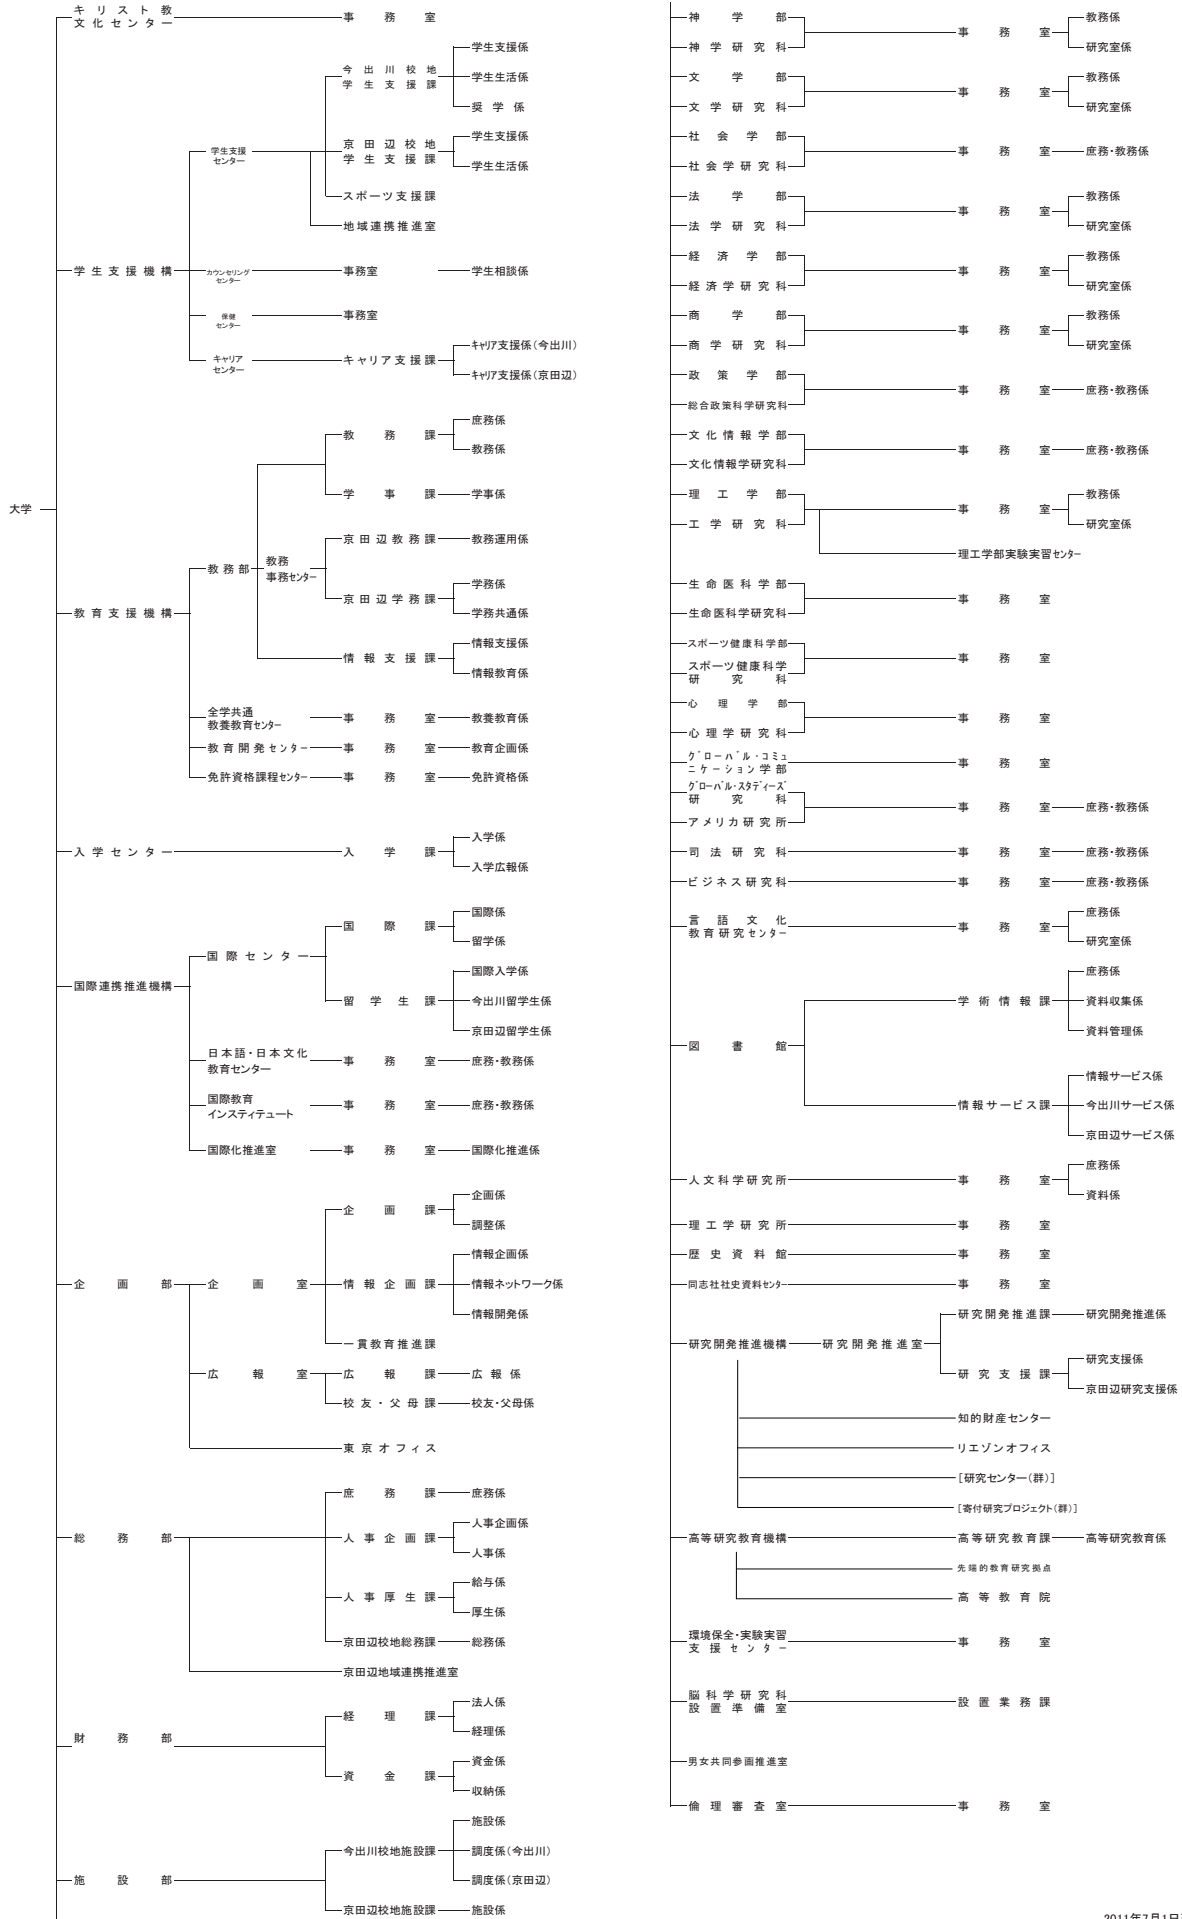 キリスト教
文化センター
事務室
学生支援係
今出川校地
学生支援課
学生生活係
奨学係
京田辺校地
学生支援課
学生支援係
学生生活係
学生支援
センター
スポーツ支援課
地域連携推進室
学生支援機構
カウンセリング
センター
事務室
学生相談係
保健
センター
事務室
キャリア
センター
キャリア支援課
キャリア支援係(今出川)
キャリア支援係(京田辺)
教務課
庶務係
教務係
学事課
学事係
大学
京田辺教務課
教務運用係
教務部
教務
事務センター
京田辺学務課
学務係
学務共通係
教育支援機構
情報支援課
情報支援係
情報教育係
全学共通
教養教育センター
事務室
教養教育係
教育開発センター
事務室
教育企画係
免許資格課程センター
事務室
免許資格係
入学センター
入学課
入学係
入学広報係
国際課
国際係
留学係
国際センター
国際連携推進機構
留学生課
国際入学係
今出川留学生係
京田辺留学生係
日本語・日本文化
教育センター
事務室
庶務・教務係
国際教育
インスティテュート
事務室
庶務・教務係
国際化推進室
事務室
国際化推進係
企画課
企画係
調整係
企画部
企画室
情報企画課
情報企画係
情報ネットワーク係
情報開発係
一貫教育推進課
広報室
広報課
広報係
校友・父母課
校友・父母係
東京オフィス
庶務課
庶務係
総務部
人事企画課
人事企画係
人事係
人事厚生課
給与係
厚生係
京田辺校地総務課
総務係
京田辺地域連携推進室
財務部
経理課
法人係
経理係
資金課
資金係
収納係
施設部
今出川校地施設課
施設係
調度係(今出川)
調度係(京田辺)
京田辺校地施設課
施設係
神学部
神学研究科
事務室
教務係
研究室係
文学部
文学研究科
事務室
教務係
研究室係
社会学部
社会学研究科
事務室
庶務・教務係
法学部
法学研究科
事務室
教務係
研究室係
経済学部
経済学研究科
事務室
教務係
研究室係
商学部
商学研究科
事務室
教務係
研究室係
政策学部
総合政策科学研究科
事務室
庶務・教務係
文化情報学部
文化情報学研究科
事務室
庶務・教務係
理工学部
工学研究科
事務室
教務係
研究室係
理工学部実験実習センター
生命医科学部
生命医科学研究科
事務室
スポーツ健康科学部
スポーツ健康科学
研究科
事務室
心理学部
心理学研究科
事務室
グローバル・コミュ
ニケーション学部
事務室
グローバル・スタディーズ
研究科
アメリカ研究所
事務室
庶務・教務係
司法研究科
事務室
庶務・教務係
ビジネス研究科
事務室
庶務・教務係
言語文化
教育研究センター
事務室
庶務係
研究室係
図書館
学術情報課
庶務係
資料収集係
資料管理係
情報サービス課
情報サービス係
今出川サービス係
京田辺サービス係
人文科学研究所
事務室
庶務係
資料係
理工学研究所
事務室
歴史資料館
事務室
同志社社史資料センター
事務室
研究開発推進機構
研究開発推進室
研究開発推進課
研究開発推進係
研究支援課
研究支援係
京田辺研究支援係
知的財産センター
リエゾンオフィス
[研究センター(群)]
[寄付研究プロジェクト(群)]
高等研究教育機構
高等研究教育課
高等研究教育係
先端的教育研究拠点
高等教育院
環境保全・実験実習
支援センター
事務室
脳科学研究科
設置準備室
設置業務課
男女共同参画推進室
倫理審査室
事務室
2011年7月1日